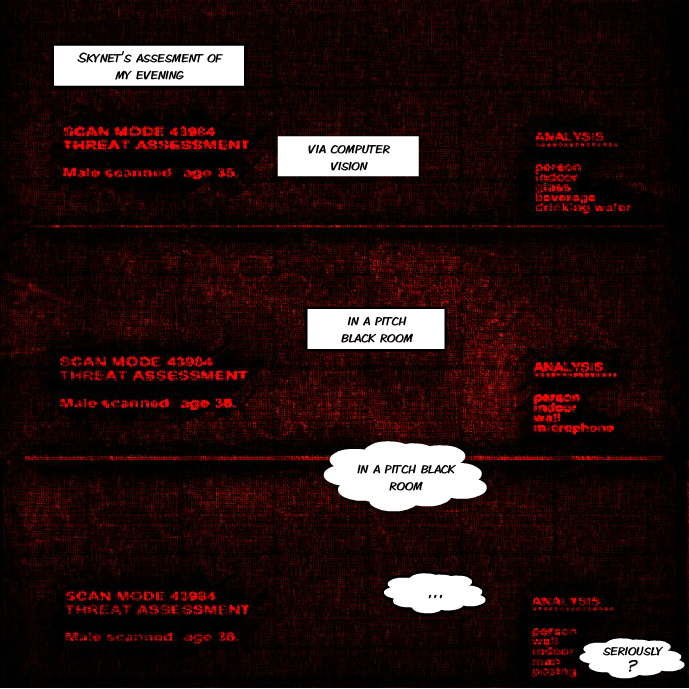 SKYNET'S ASSESMENT OF
MY EVENING
SCAN MODE 43984
THREAT ASSESSMENT
Male scanned age 35.
VIA COMPUTER
VISION
ANALYSIS
person
indoor
glass
beverage
drinking water
IN A PITCH
BLACK ROOM
SCAN MODE 43984
THREAT ASSESSMENT
Male scanned age 36.
ANALYSIS
person
indoor
wall
microphone
IN A PITCH BLACK
ROOM
...
SCAN MODE 43984
THREAT ASSESSMENT
Male scanned age 36.
ANALYSIS
person
wall
indoor
man
posing
SERIOUSLY
?